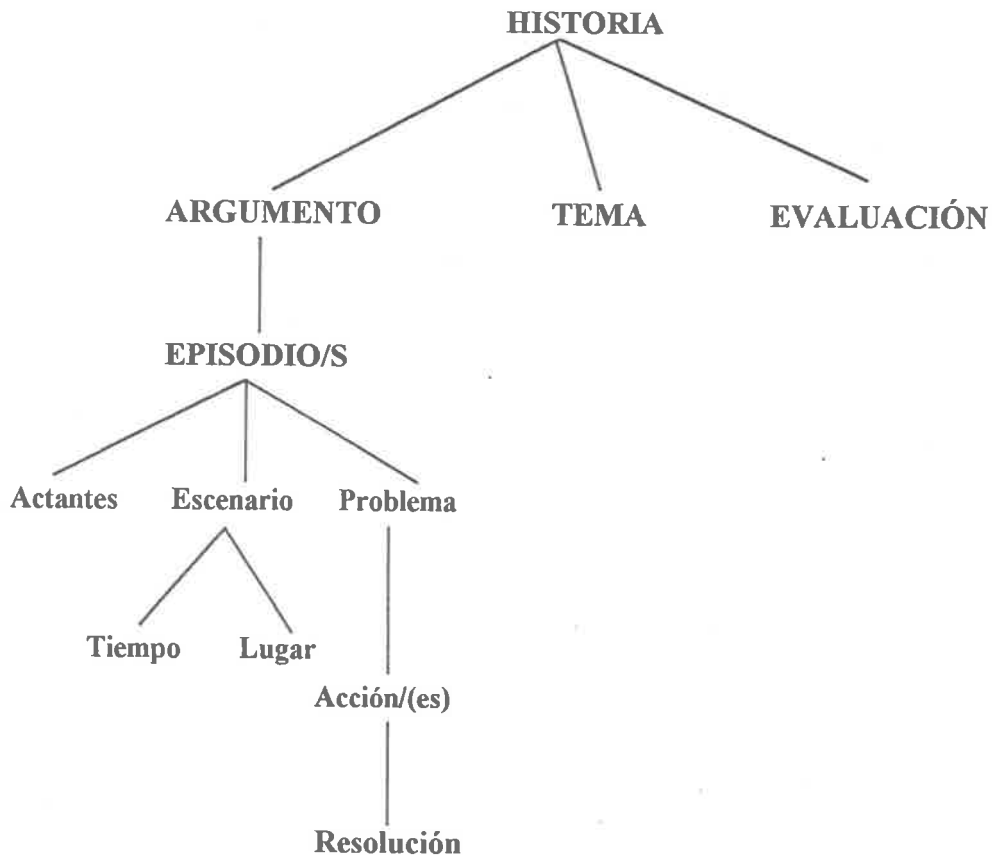 HISTORIA
ARGUMENTO TEMA EVALUACIÓN
EPISODIO/S
Actantes Escenario Problema
Tiempo Lugar
Acción/(es)
Resolución